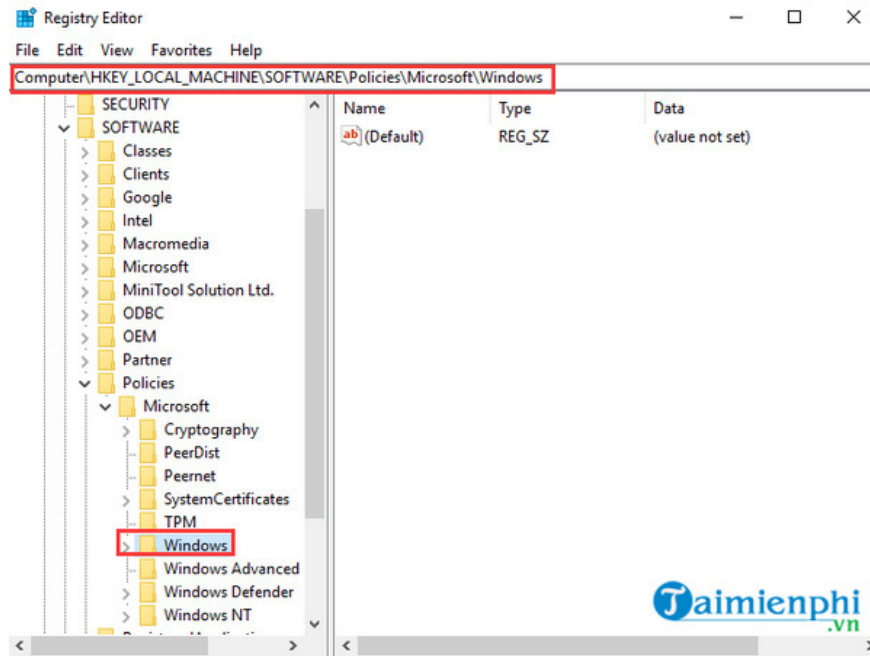 Registry Editor
File Edit View Favorites Help
Computer\HKEY_LOCAL_MACHINE\SOFTWARE\Policies\Microsoft\Windows
Name Type Data
ab (Default) REG_SZ (value not set)
SECURITY
SOFTWARE
Classes
Clients
Google
Intel
Macromedia
Microsoft
MiniTool Solution Ltd.
ODBC
OEM
Partner
Policies
Microsoft
Cryptography
PeerDist
Peernet
SystemCertificates
TPM
Windows
Windows Advanced
Windows Defender
Windows NT
Taimienphi
.vn